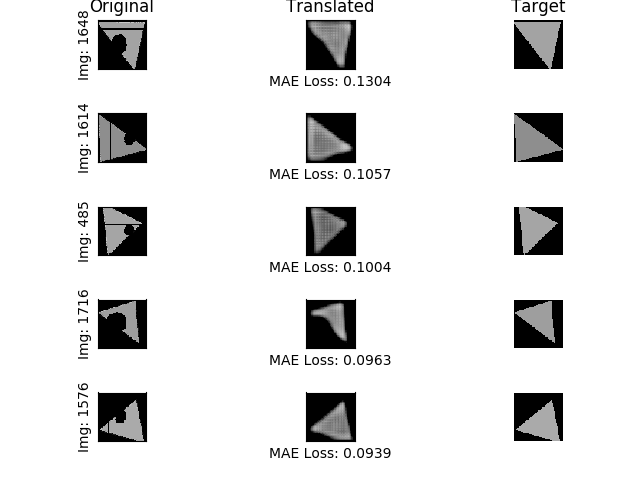 Original Translated Target
Img: 1648
MAE Loss: 0.1304
Img: 1614
MAE Loss: 0.1057
Img: 485
MAE Loss: 0.1004
Img: 1716
MAE Loss: 0.0963
Img: 1576
MAE Loss: 0.0939